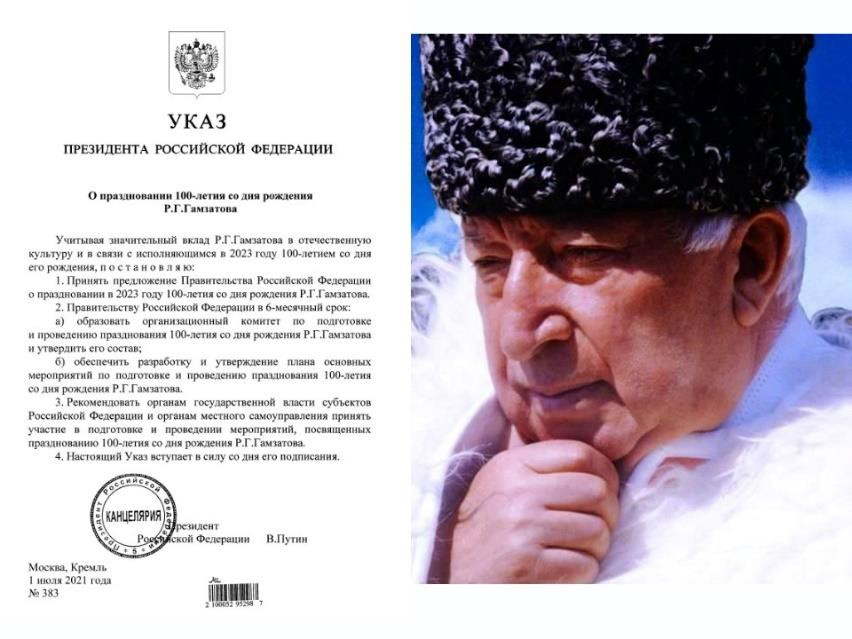 УКАЗ
ПРЕЗИДЕНТА РОССИЙСКОЙ ФЕДЕРАЦИИ
О праздновании 100-летия со дня рождения
Р.Г.Гамзатова
Учитывая значительный вклад Р.Г.Гамзатова в отечественную
культуру и в связи с исполняющимся в 2023 году 100-летием со дня
его рождения, п о с т а н о в л я ю:
1. Принять предложение Правительства Российской Федерации
о праздновании в 2023 году 100-летия со дня рождения Р.Г.Гамзатова.
2. Правительству Российской Федерации в 6-месячный срок:
а) образовать организационный комитет по подготовке
и проведению празднования 100-летия со дня рождения Р.Г.Гамзатова
и утвердить его состав;
б) обеспечить разработку и утверждение плана основных
мероприятий по подготовке и проведению празднования 100-летия
со дня рождения Р.Г.Гамзатова.
3. Рекомендовать органам государственной власти субъектов
Российской Федерации и органам местного самоуправления принять
участие в подготовке и проведении мероприятий, посвященных
празднованию 100-летия со дня рождения Р.Г.Гамзатова.
4. Настоящий Указ вступает в силу со дня его подписания.
Президент Российской Федерации
5
КАНЦЕЛЯРИЯ
Президент
Российской Федерации В.Путин
Москва, Кремль
1 июля 2021 года
№ 383
2 100052 95298 7